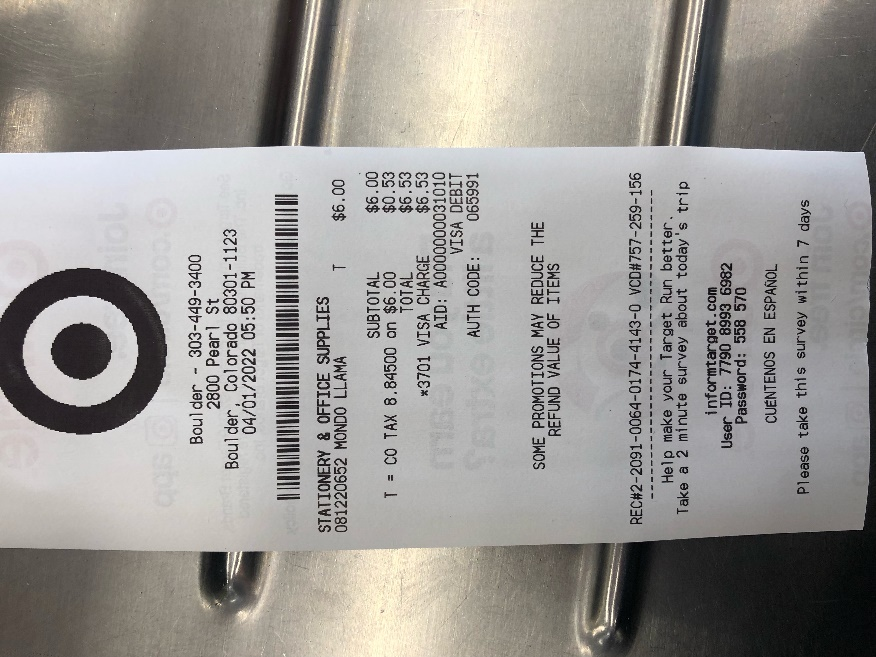 Boulder - 303-449-3400
2800 Pearl St
Boulder, Colorado 80301-1123
04/01/2022 05:50 PM
STATIONERY & OFFICE SUPPLIES
081220652 MONDO LLAMA T $6.00
SUBTOTAL $6.00
T = CO TAX 8.84500 on $6.00 $0.53
TOTAL $6.53
*3701 VISA CHARGE $6.53
AID: A0000000031010
VISA DEBIT
AUTH CODE: 065991
SOME PROMOTIONS MAY REDUCE THE
REFUND VALUE OF ITEMS
REC#2-2091-0064-0174-4143-0 VCD#757-259-156
Help make your Target Run better.
Take a 2 minute survey about today's trip
informtarget.com
User ID: 7790 8993 6982
Password: 558 570
CUENTENOS EN ESPAÑOL
Please take this survey within 7 days